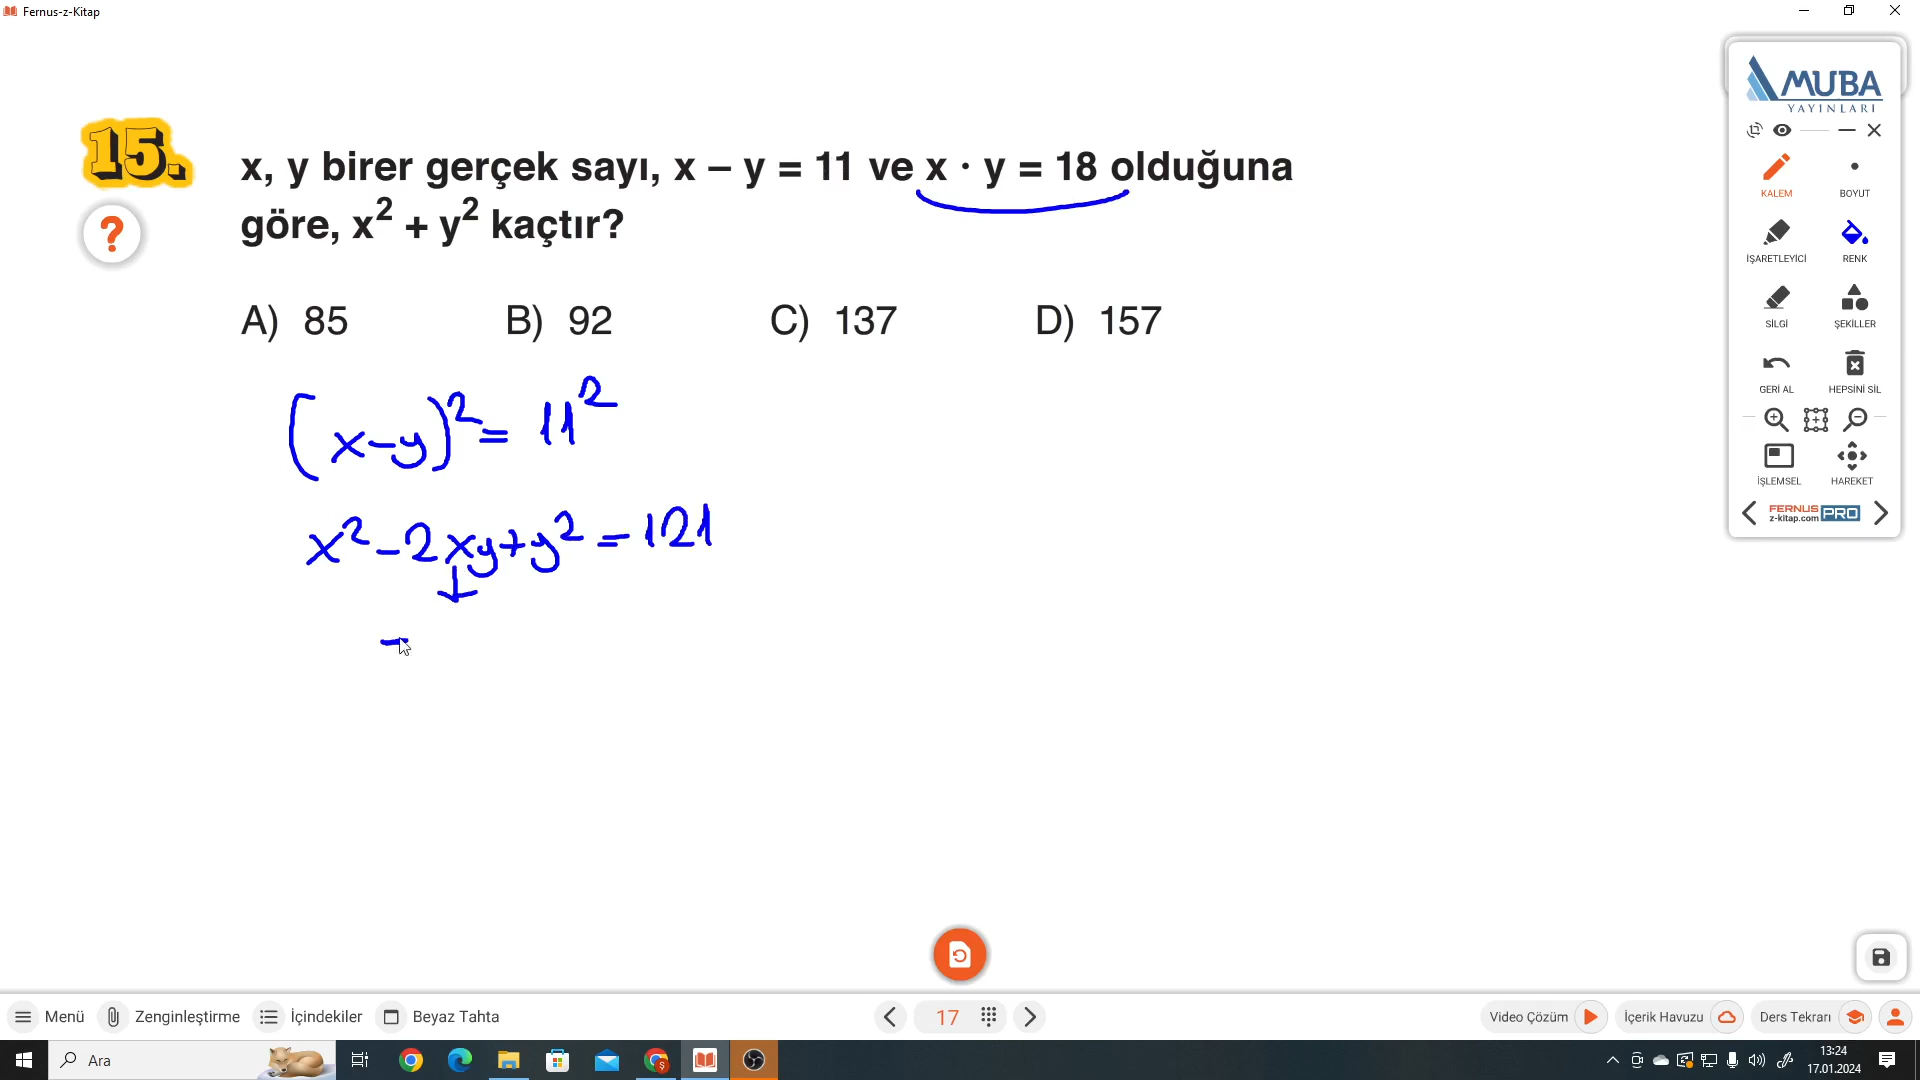 Fernus-z-Kitap
MUBA
YAYINLARI
15.
x, y birer gerçek sayı, x – y = 11 ve x · y = 18 olduğuna
göre, x² + y² kaçtır?
?
A) 85 B) 92 C) 137 D) 157
(x-y)² = 11²
x² - 2xy + y² = 121
-
KALEM BOYUT
İŞARETLEYİCİ RENK
SİLGİ ŞEKİLLER
GERİ AL HEPSİNİ SİL
İŞLEMSEL HAREKET
FERNUS PRO
z-kitap.com
Menü Zenginleştirme İçindekiler Beyaz Tahta 17 Video Çözüm İçerik Havuzu Ders Tekrarı
Ara
13:24
17.01.2024